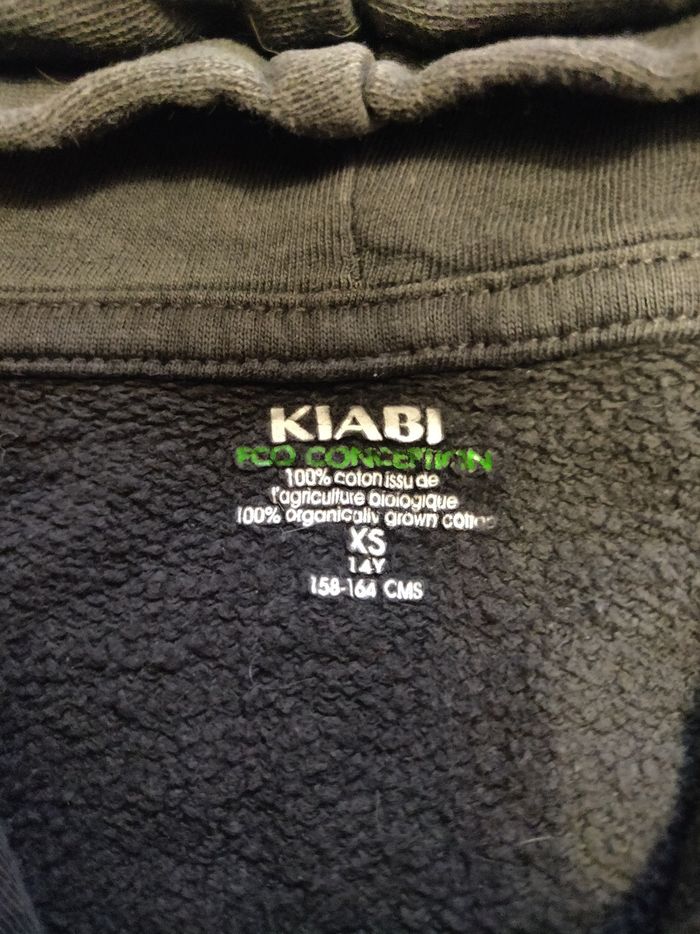 KIABI
ECO CONCEPTION
100% coton issu de
l'agriculture biologique
100% organically grown cotton
XS
14Y
158-164 CMS